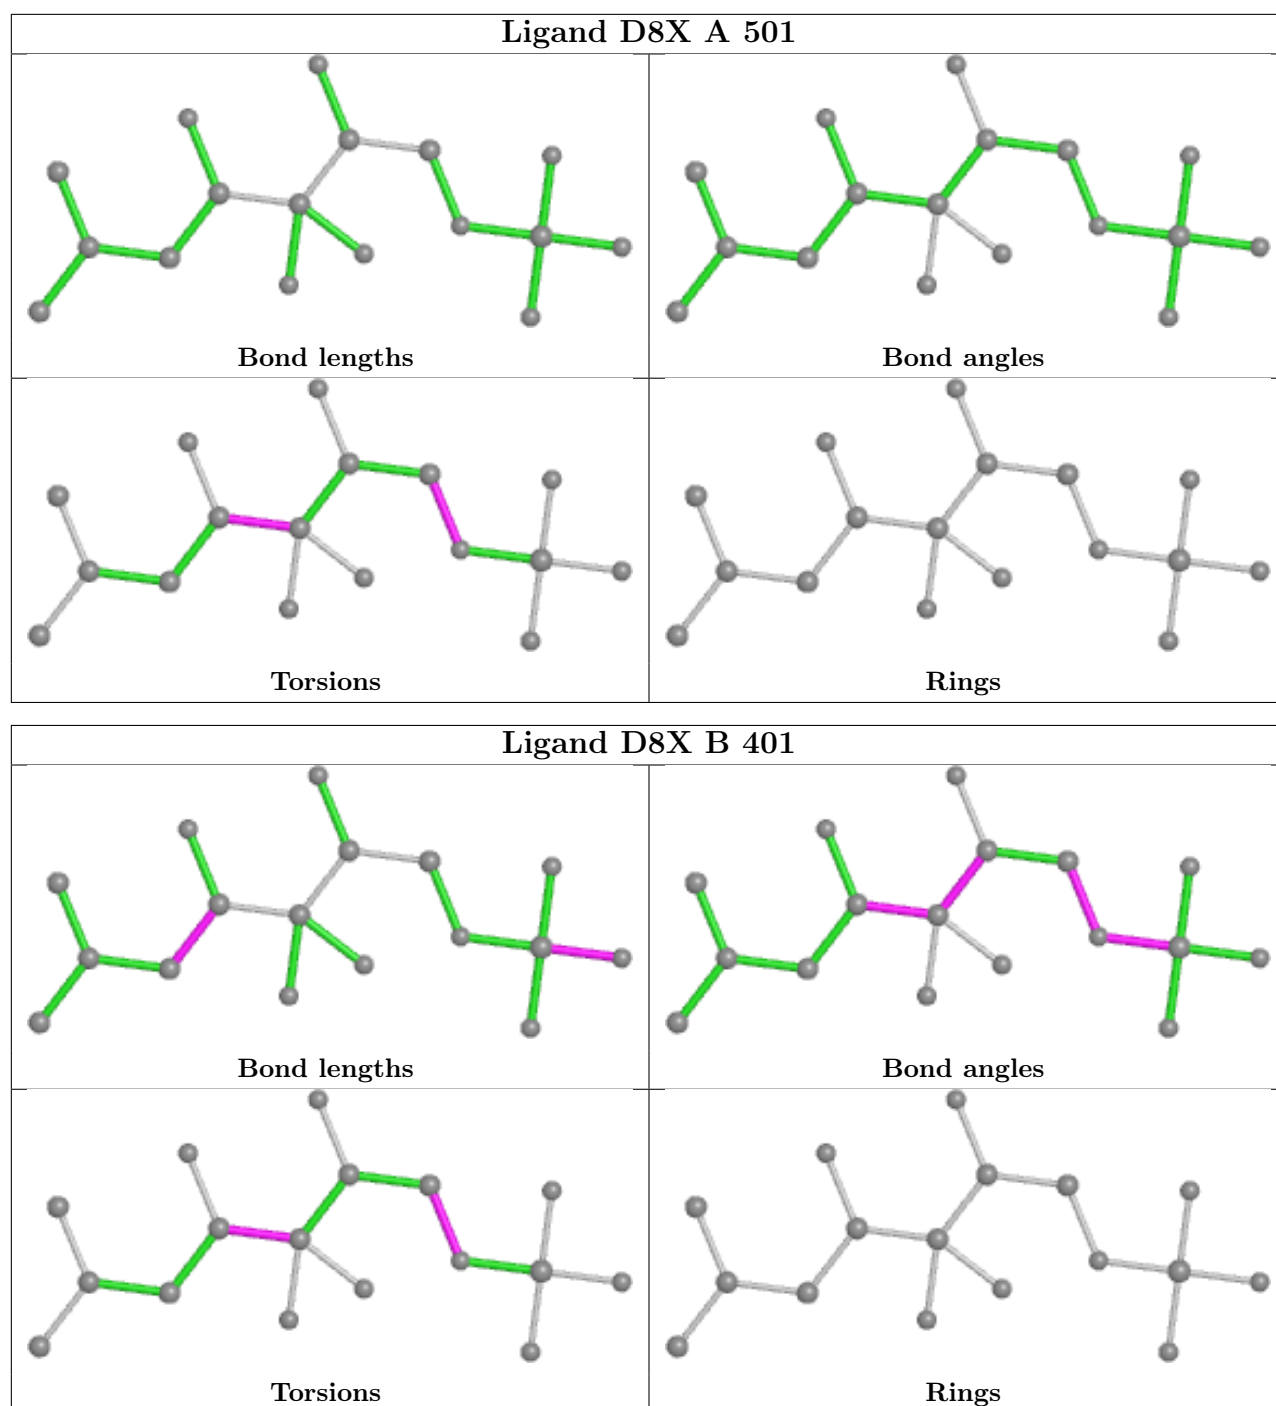 Ligand D8X A 501
Bond lengths
Bond angles
Torsions
Rings
Ligand D8X B 401
Bond lengths
Bond angles
Torsions
Rings